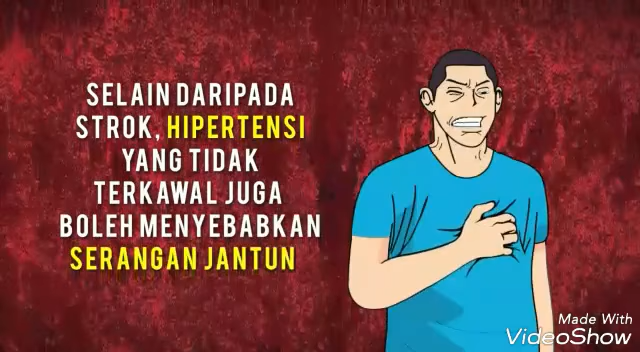 SELAIN DARIPADA
STROK, HIPERTENSI
YANG TIDAK
TERKAWAL JUGA
BOLEH MENYEBABKAN
SERANGAN JANTUN
Made With
VideoShow